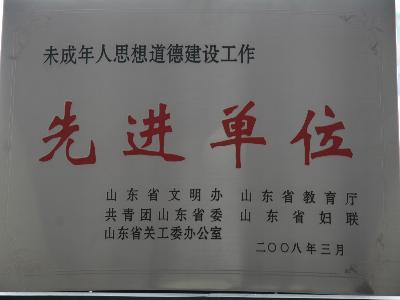 未成年人思想道德建设工作
先进单位
山东省文明办 山东省教育厅
共青团山东省委 山东省妇联
山东省关工委办公室
二〇〇八年三月